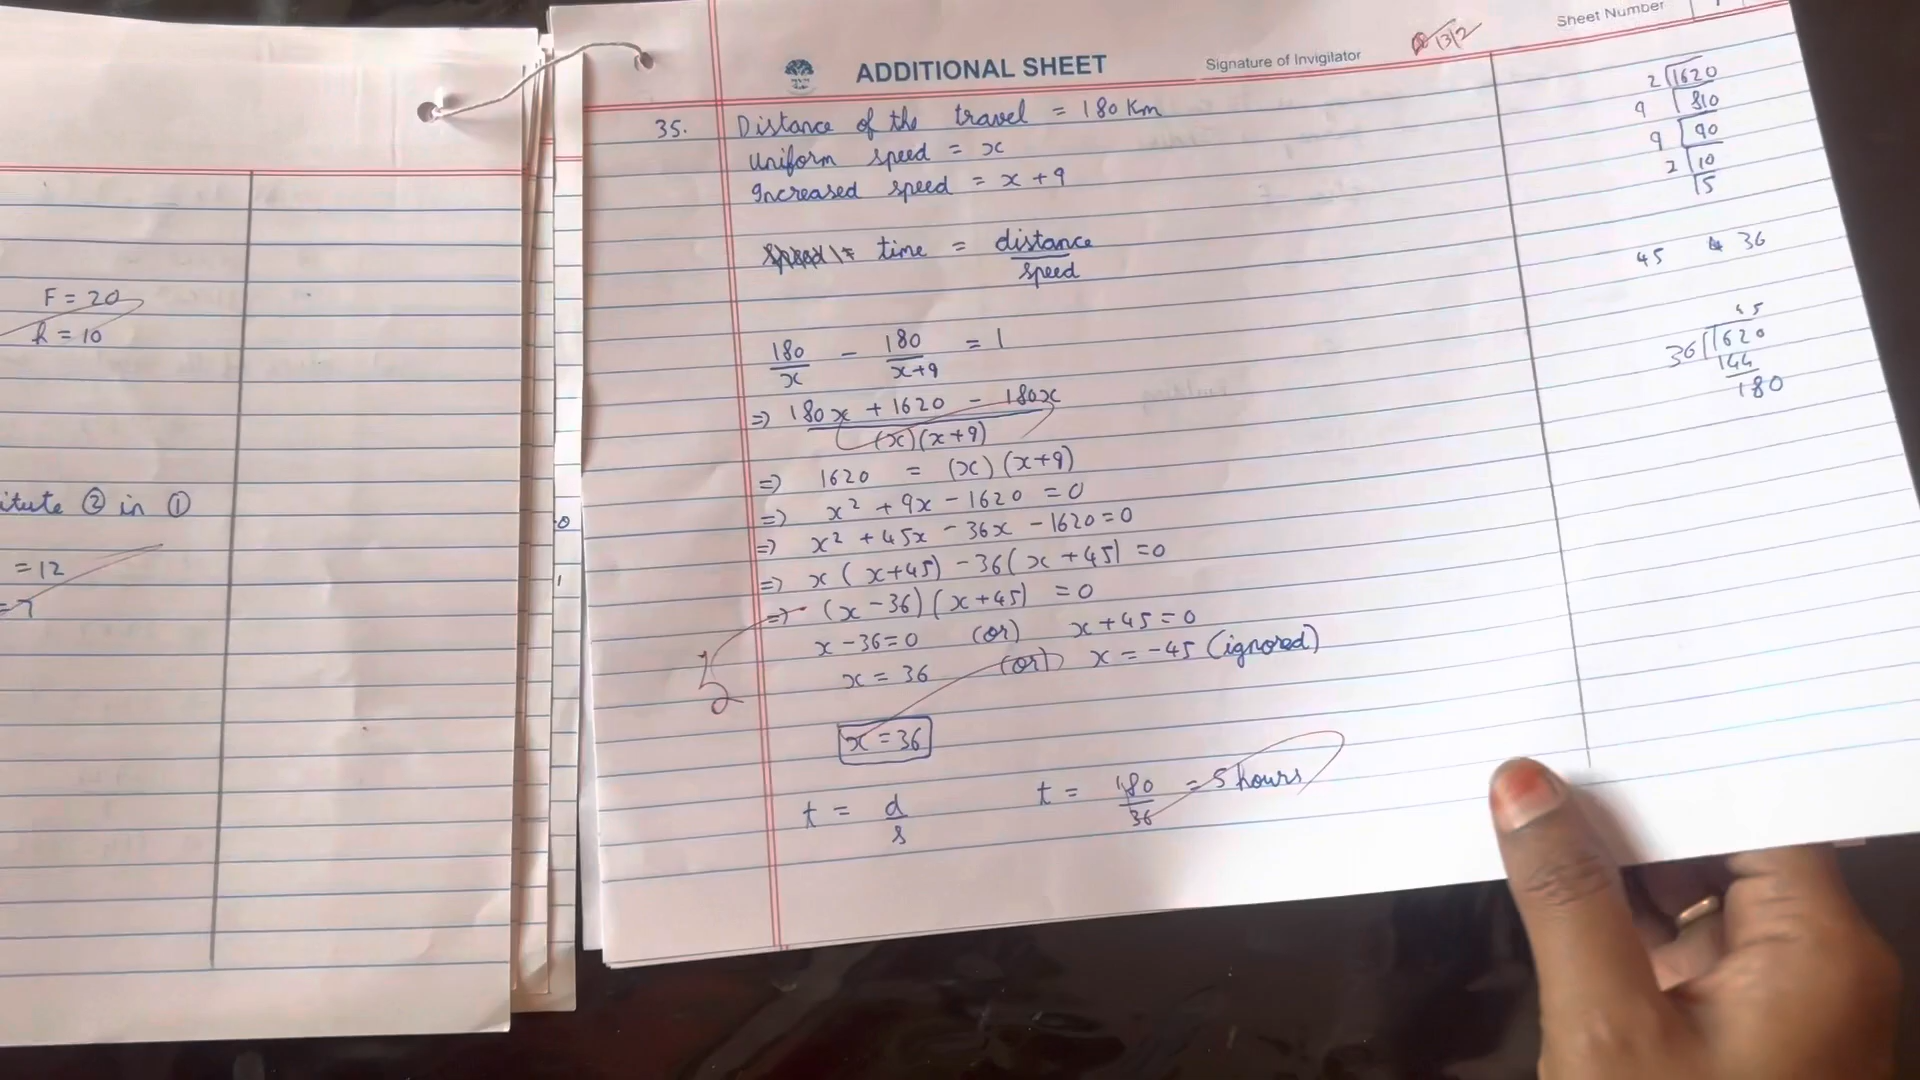 F = 20
h = 10
itute ② in ①
= 12
= 7
ADDITIONAL SHEET
Signature of Invigilator
Sheet Number
35. Distance of the travel = 180 Km
Uniform speed = x
Increased speed = x + 9
time = distance / speed
180/x - 180/x+9 = 1
=> 180x + 1620 - 180x / (x)(x+9)
=> 1620 = (x)(x+9)
=> x² + 9x - 1620 = 0
=> x² + 45x - 36x - 1620 = 0
=> x(x+45) - 36(x+45) = 0
=> (x-36)(x+45) = 0
x-36=0 (or) x+45=0
x = 36 (or) x = -45 (ignored)
5
x = 36
t = d/s t = 180/36 = 5 hours
2 1620
9 810
9 90
2 10
5
45 36
45
36 1620
144
180